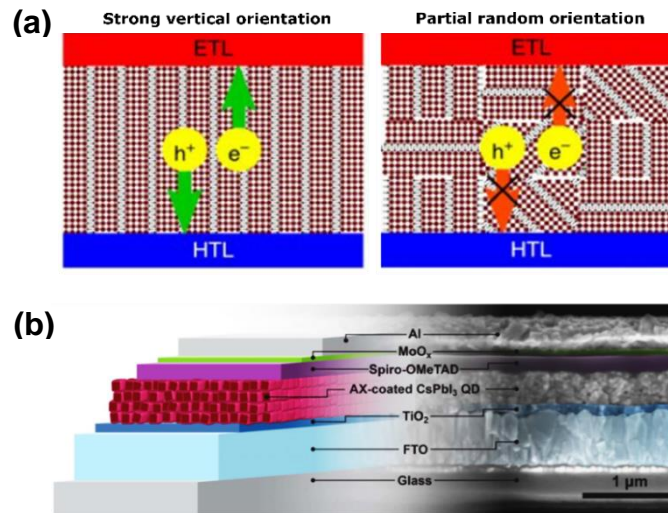 (a)
Strong vertical orientation
Partial random orientation
ETL
ETL
h⁺
e⁻
h⁺
e⁻
HTL
HTL
(b)
Al
MoOₓ
Spiro-OMeTAD
AX-coated CsPbI₃ QD
TiO₂
FTO
Glass
1 µm